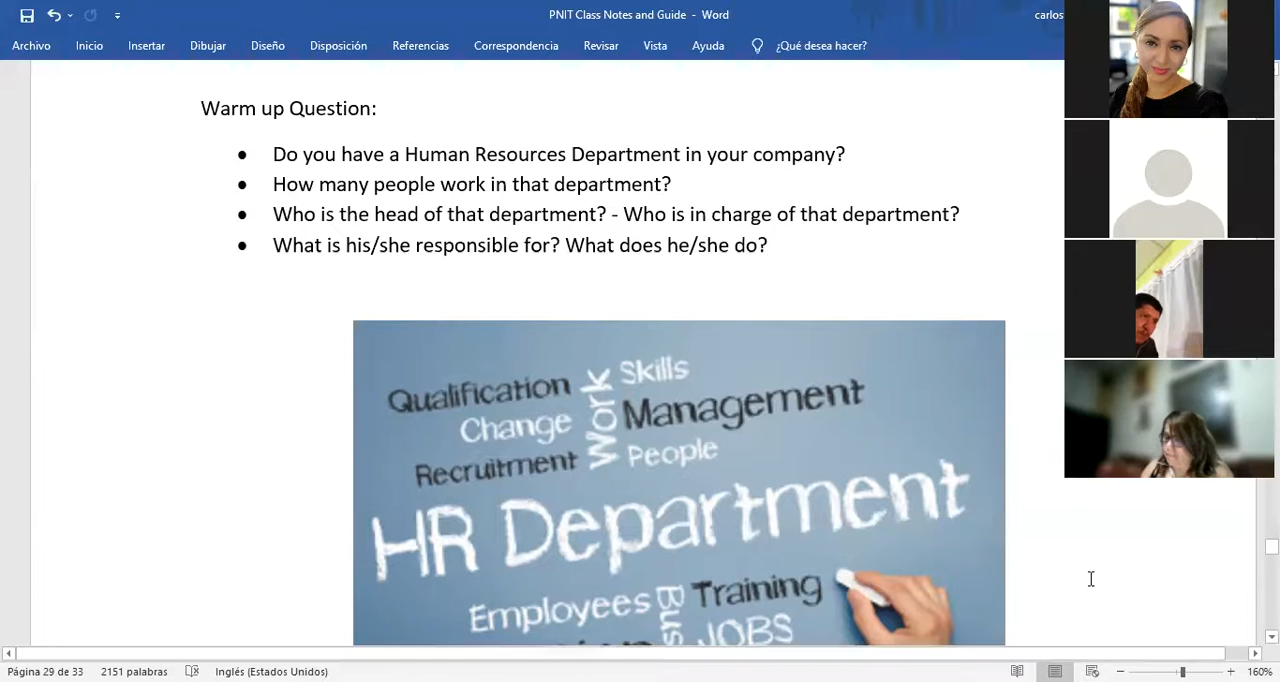 PNIT Class Notes and Guide - Word
carlos
Archivo Inicio Insertar Dibujar Diseño Disposición Referencias Correspondencia Revisar Vista Ayuda ¿Qué desea hacer?
Warm up Question:
Do you have a Human Resources Department in your company?
How many people work in that department?
Who is the head of that department? - Who is in charge of that department?
What is his/she responsible for? What does he/she do?
Qualification
Work
Skills
Change
Management
Recruitment
People
HR Department
Employees
Training
JOBS
Página 29 de 33 2151 palabras Inglés (Estados Unidos) 160%